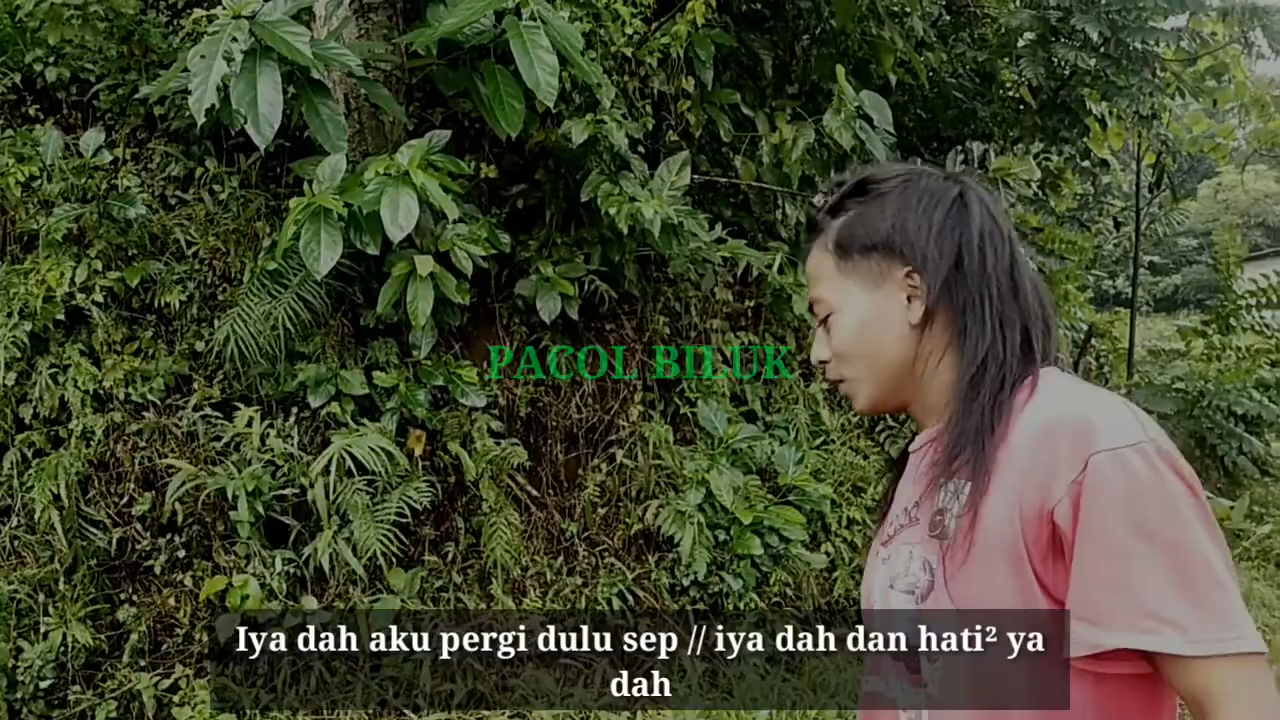 PACOL BILUK
Iya dah aku pergi dulu sep // iya dah dan hati² ya
dah